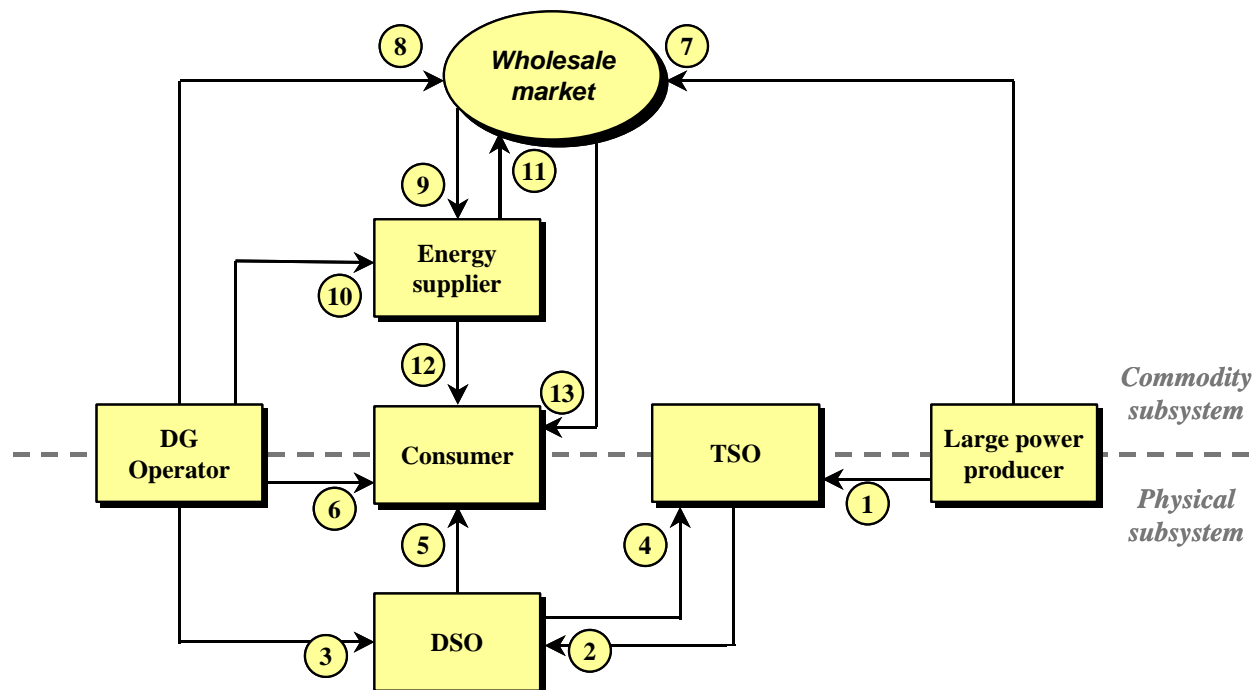 8
Wholesale
market
7
9
11
Energy
supplier
10
12
13
Commodity
subsystem
DG
Operator
Consumer
TSO
Large power
producer
6
5
4
1
Physical
subsystem
3
DSO
2